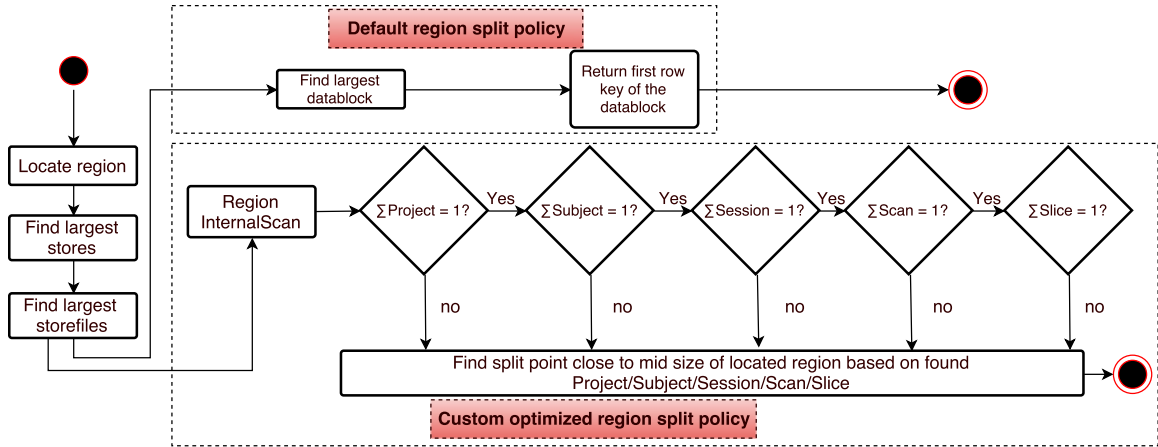 Default region split policy
Find largest
datablock
Return first row
key of the
datablock
Locate region
Find largest
stores
Find largest
storefiles
Region
InternalScan
∑Project = 1?
Yes
∑Subject = 1?
Yes
∑Session = 1?
Yes
∑Scan = 1?
Yes
∑Slice = 1?
no
no
no
no
no
Find split point close to mid size of located region based on found
Project/Subject/Session/Scan/Slice
Custom optimized region split policy